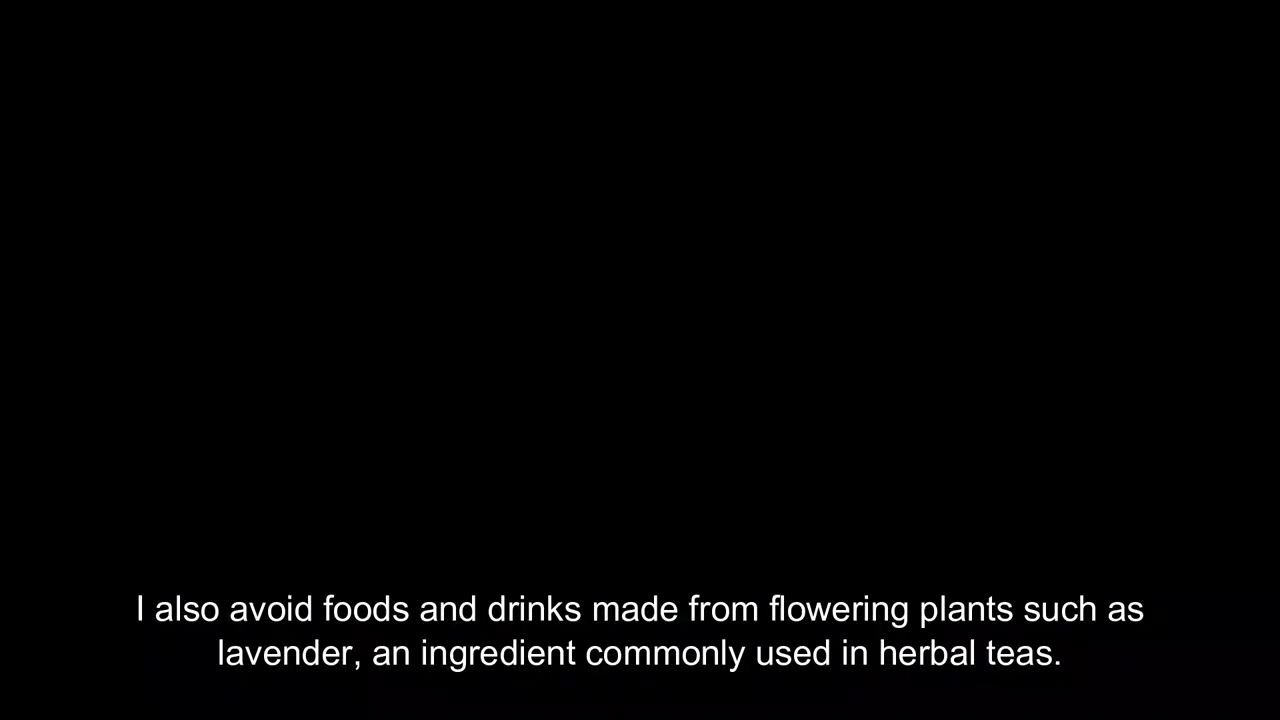 I also avoid foods and drinks made from flowering plants such as
lavender, an ingredient commonly used in herbal teas.